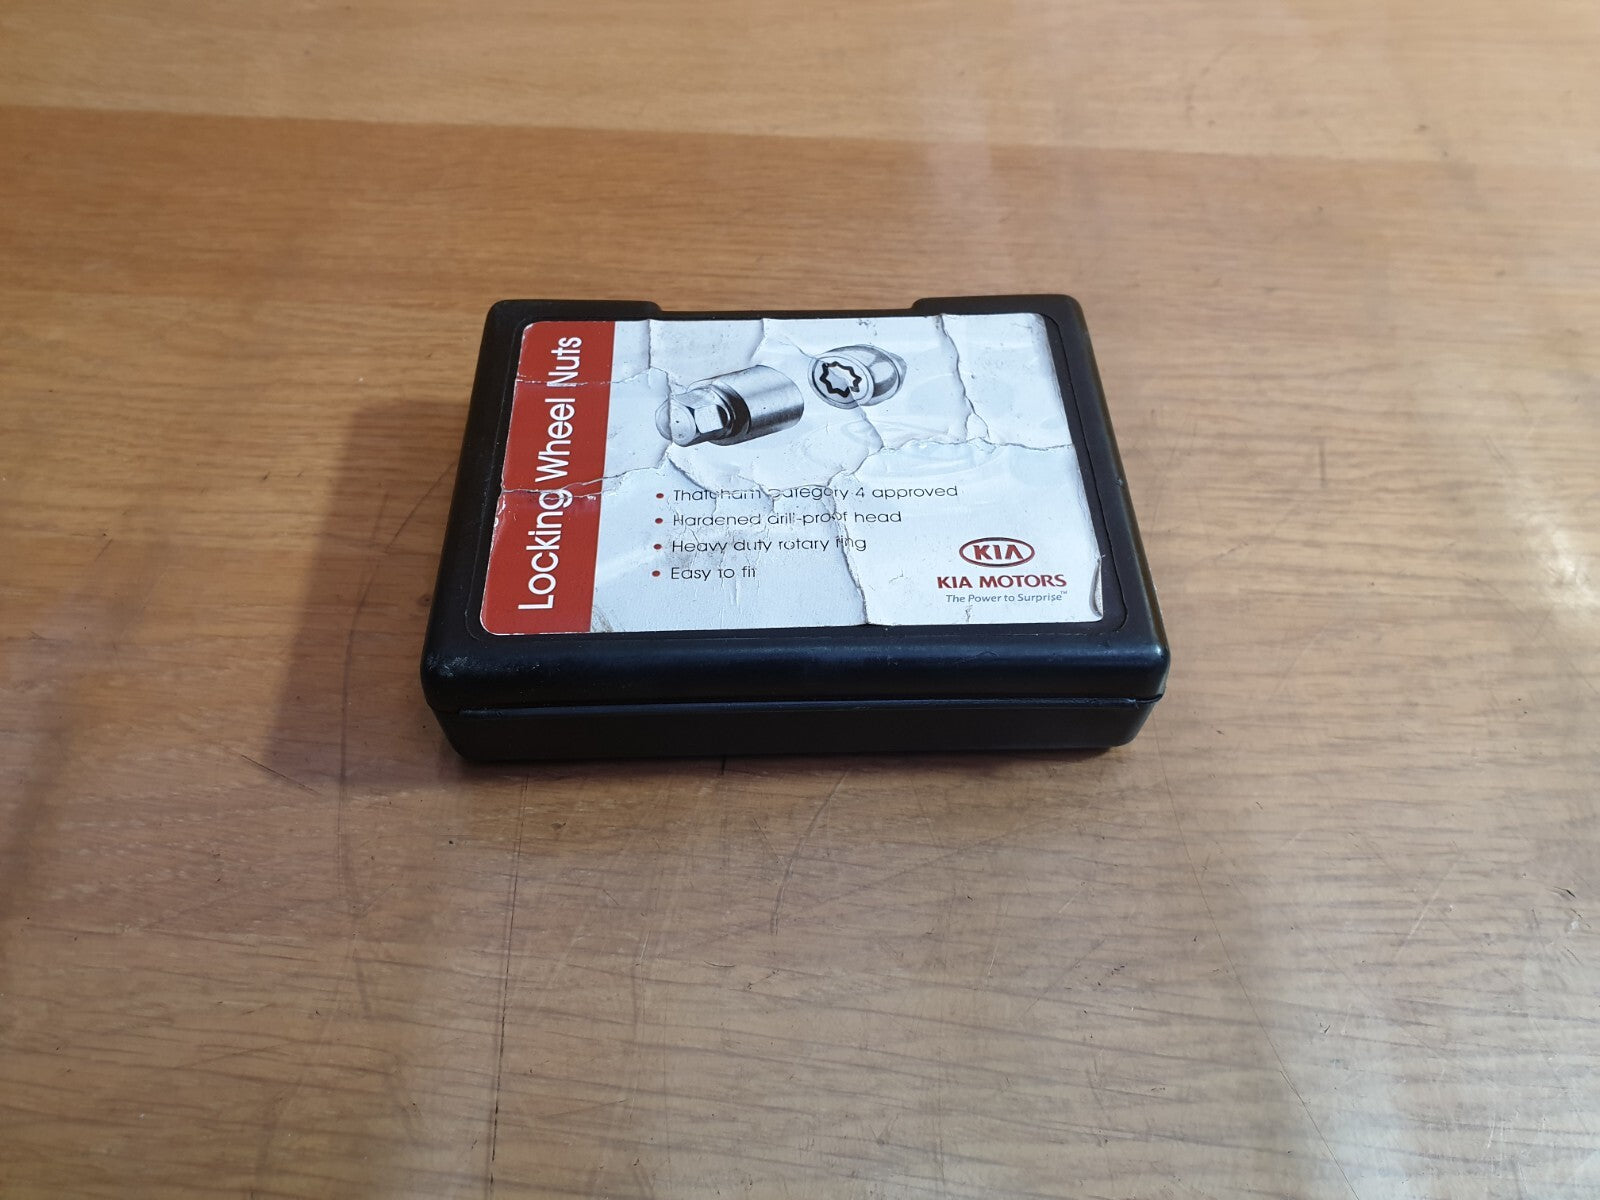 Locking Wheel Nuts
• Thatcham Category 4 approved
• Hardened drill-proof head
• Heavy duty rotary ring
• Easy to fit
KIA
KIA MOTORS
The Power to Surprise™